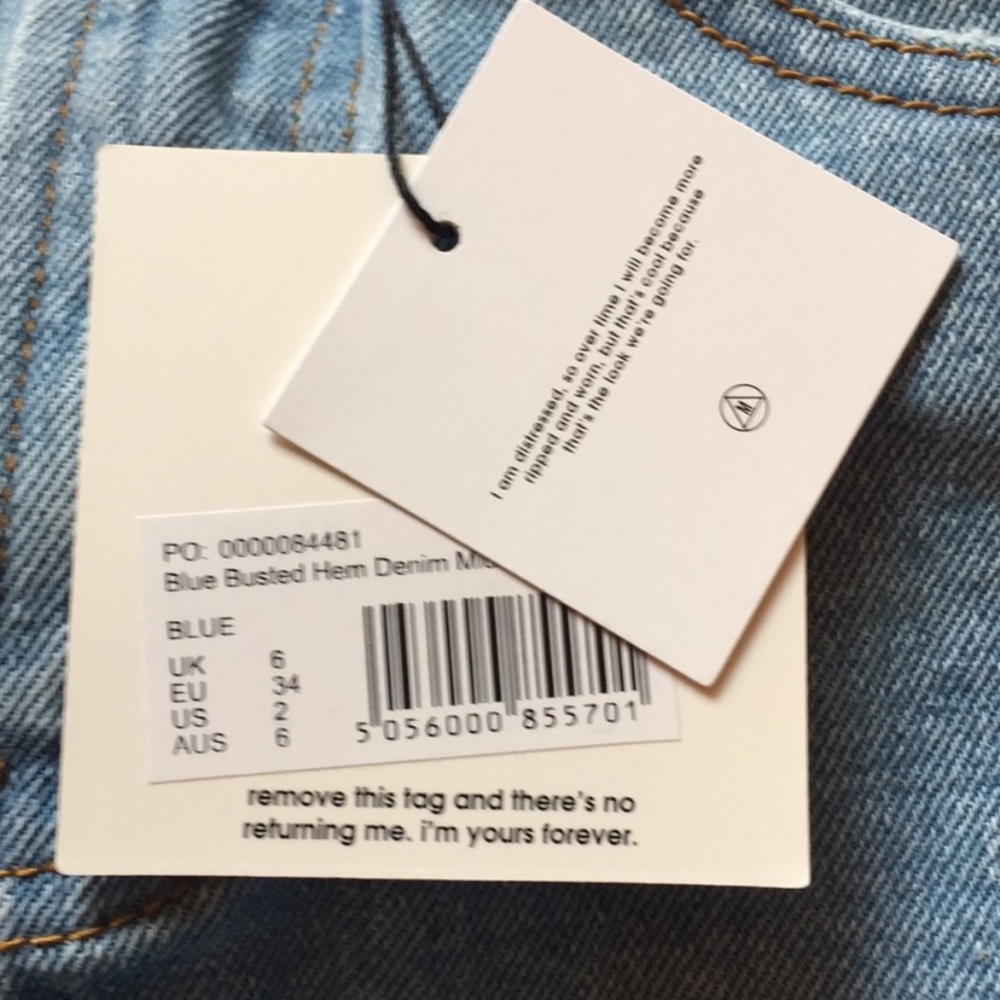 I am distressed, so over time I will become more
ripped and worn, but that's cool because
that's the look we're going for.
PO: 0000084481
Blue Busted Hem Denim
BLUE
UK 6
EU 34
US 2
AUS 6
5 056000 855701
remove this tag and there's no
returning me. i'm yours forever.